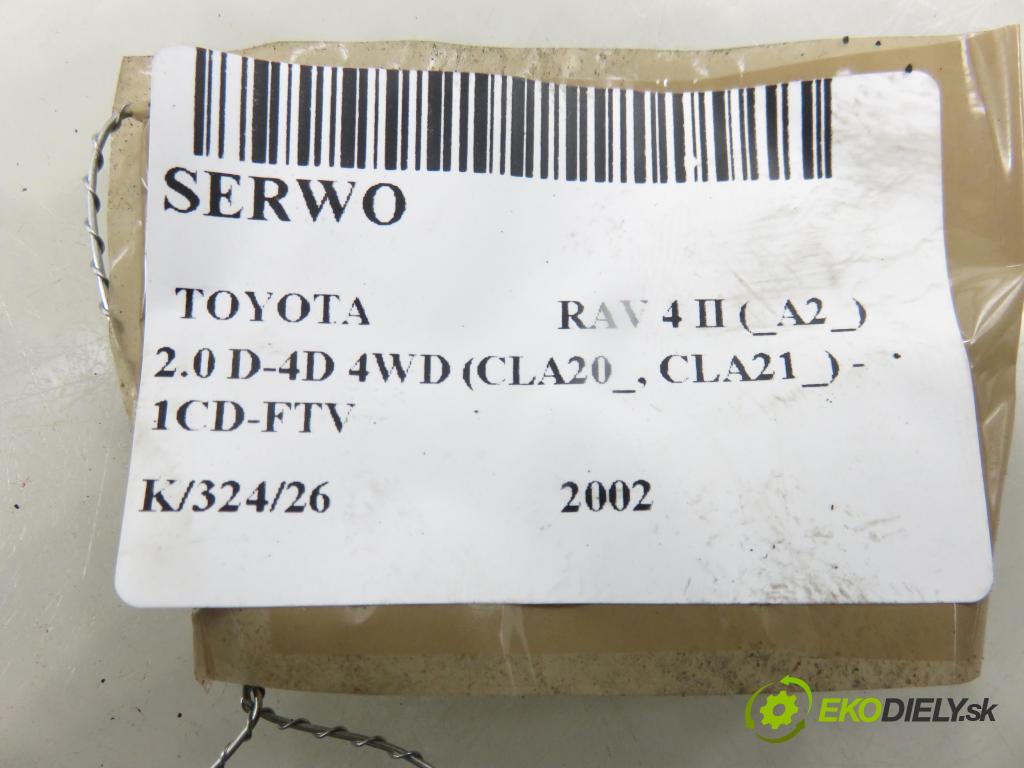 SERWO
TOYOTA RAV 4 II (_A2_)
2.0 D-4D 4WD (CLA20_, CLA21_) -
1CD-FTV
K/324/26 2002
EKODIELY.sk